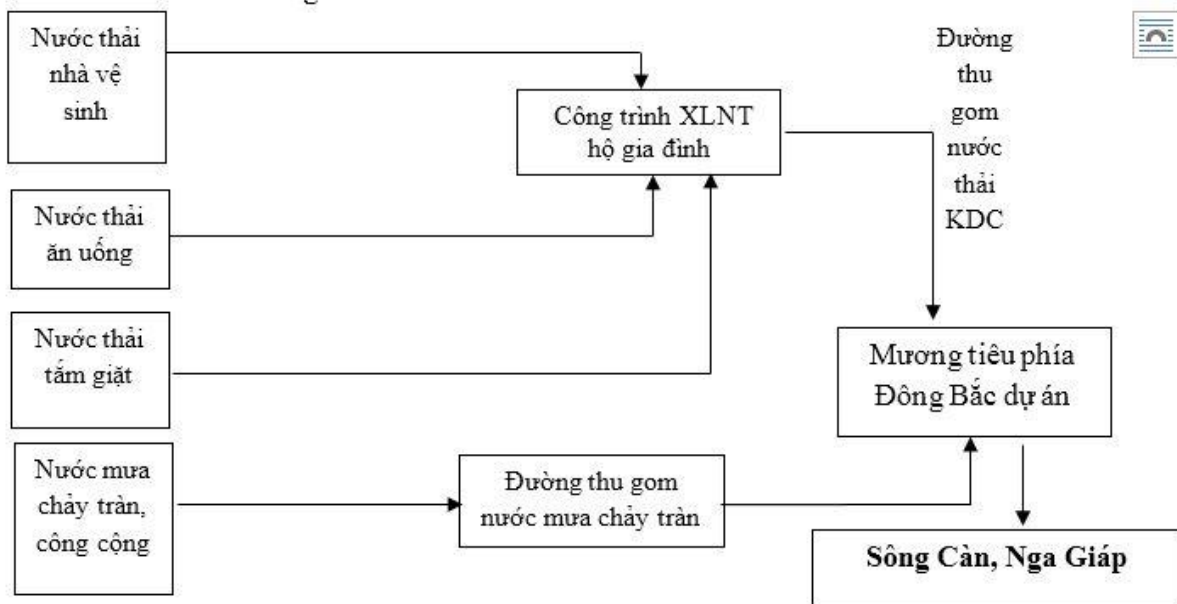 Nước thải
nhà vệ
sinh
Công trình XLNT
hộ gia đình
Đường
thu
gom
nước
thải
KDC
Nước thải
ăn uống
Nước thải
tắm giặt
Mương tiêu phía
Đông Bắc dự án
Nước mưa
chảy tràn,
công cộng
Đường thu gom
nước mưa chảy tràn
Sông Càn, Nga Giáp